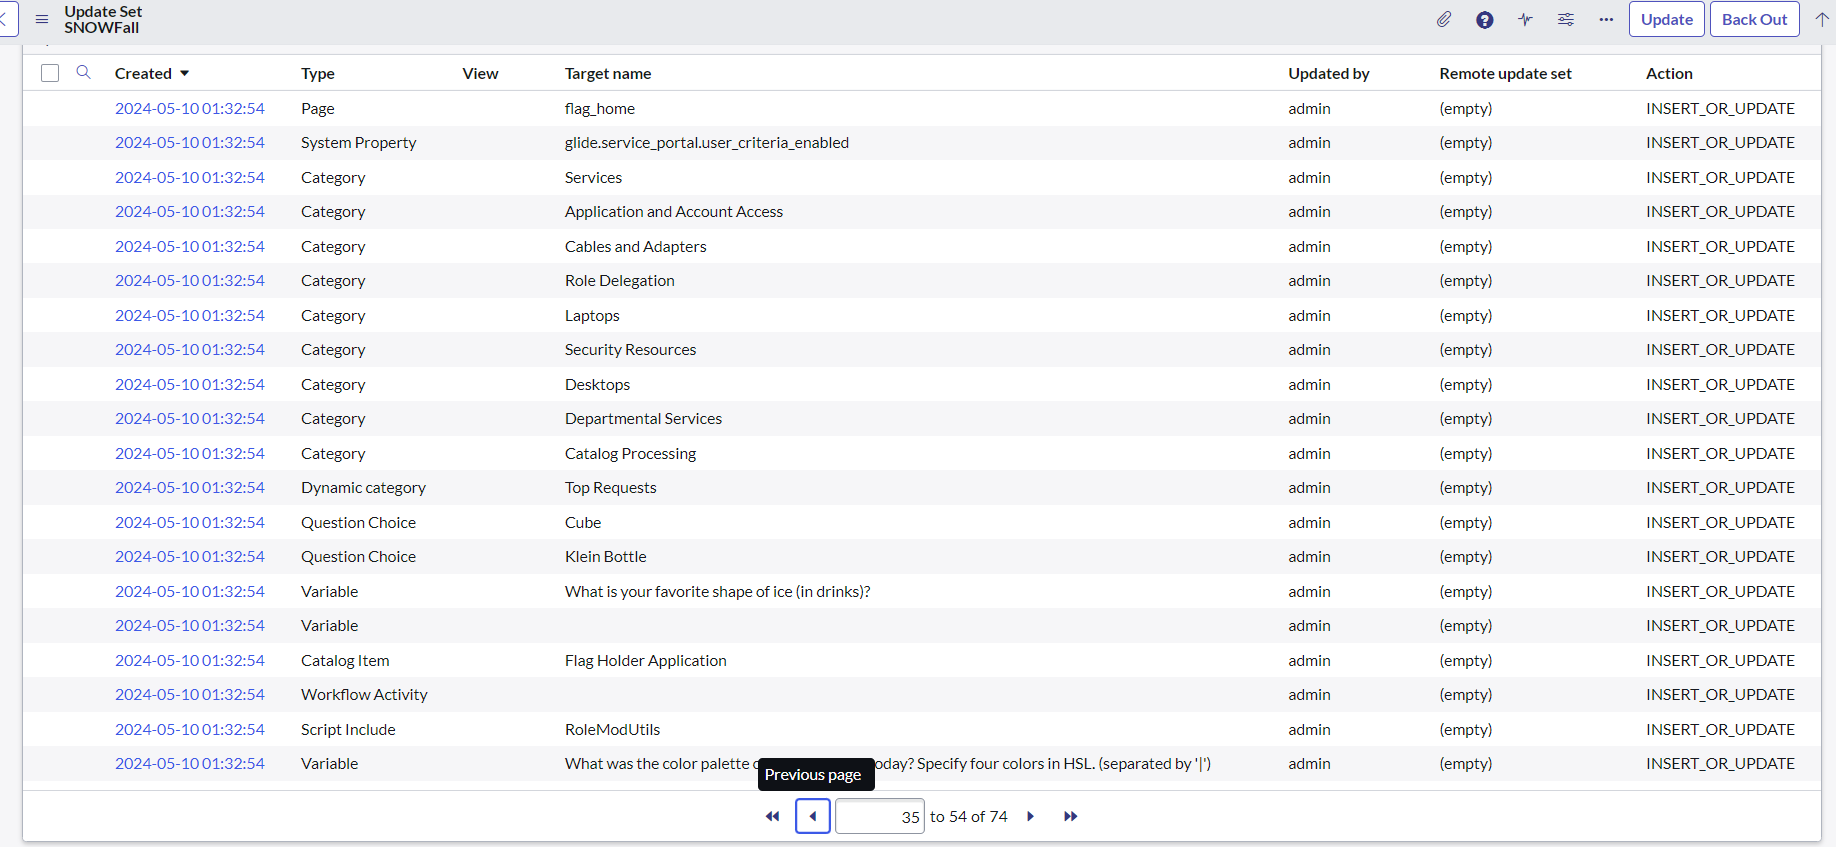 Update Set
SNOWFall
Update
Back Out
Created ▼ Type View Target name Updated by Remote update set Action
2024-05-10 01:32:54 Page flag_home admin (empty) INSERT_OR_UPDATE
2024-05-10 01:32:54 System Property glide.service_portal.user_criteria_enabled admin (empty) INSERT_OR_UPDATE
2024-05-10 01:32:54 Category Services admin (empty) INSERT_OR_UPDATE
2024-05-10 01:32:54 Category Application and Account Access admin (empty) INSERT_OR_UPDATE
2024-05-10 01:32:54 Category Cables and Adapters admin (empty) INSERT_OR_UPDATE
2024-05-10 01:32:54 Category Role Delegation admin (empty) INSERT_OR_UPDATE
2024-05-10 01:32:54 Category Laptops admin (empty) INSERT_OR_UPDATE
2024-05-10 01:32:54 Category Security Resources admin (empty) INSERT_OR_UPDATE
2024-05-10 01:32:54 Category Desktops admin (empty) INSERT_OR_UPDATE
2024-05-10 01:32:54 Category Departmental Services admin (empty) INSERT_OR_UPDATE
2024-05-10 01:32:54 Category Catalog Processing admin (empty) INSERT_OR_UPDATE
2024-05-10 01:32:54 Dynamic category Top Requests admin (empty) INSERT_OR_UPDATE
2024-05-10 01:32:54 Question Choice Cube admin (empty) INSERT_OR_UPDATE
2024-05-10 01:32:54 Question Choice Klein Bottle admin (empty) INSERT_OR_UPDATE
2024-05-10 01:32:54 Variable What is your favorite shape of ice (in drinks)? admin (empty) INSERT_OR_UPDATE
2024-05-10 01:32:54 Variable admin (empty) INSERT_OR_UPDATE
2024-05-10 01:32:54 Catalog Item Flag Holder Application admin (empty) INSERT_OR_UPDATE
2024-05-10 01:32:54 Workflow Activity admin (empty) INSERT_OR_UPDATE
2024-05-10 01:32:54 Script Include RoleModUtils admin (empty) INSERT_OR_UPDATE
2024-05-10 01:32:54 Variable What was the color palette oday? Specify four colors in HSL. (separated by '|') admin (empty) INSERT_OR_UPDATE
Previous page
35 to 54 of 74